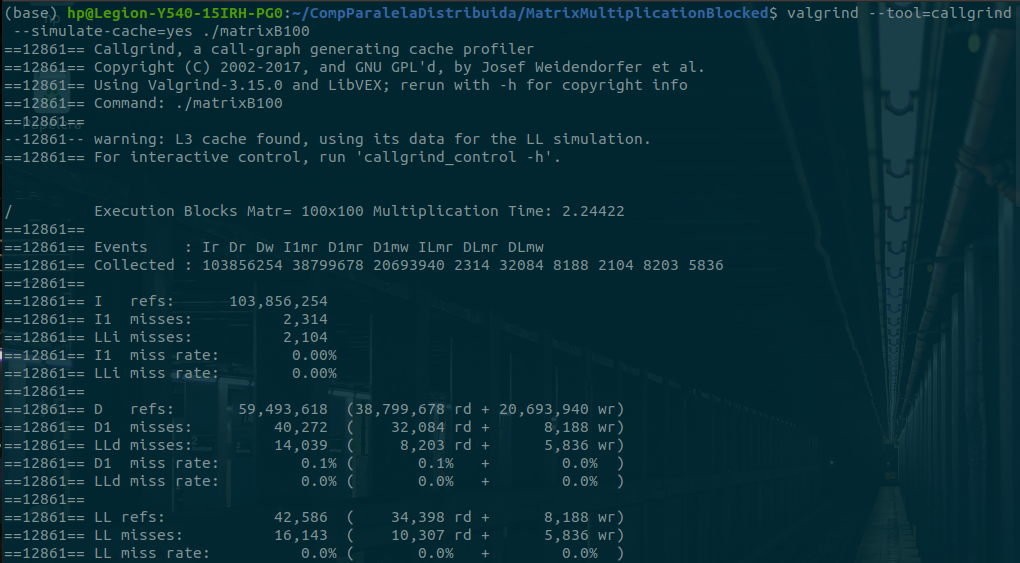 (base) hp@Legion-Y540-15IRH-PG0:~/CompParalelaDistribuida/MatrixMultiplicationBlocked$ valgrind --tool=callgrind
 --simulate-cache=yes ./matrixB100
==12861== Callgrind, a call-graph generating cache profiler
==12861== Copyright (C) 2002-2017, and GNU GPL'd, by Josef Weidendorfer et al.
==12861== Using Valgrind-3.15.0 and LibVEX; rerun with -h for copyright info
==12861== Command: ./matrixB100
==12861==
--12861-- warning: L3 cache found, using its data for the LL simulation.
==12861== For interactive control, run 'callgrind_control -h'.
/         Execution Blocks Matr= 100x100 Multiplication Time: 2.24422
==12861==
==12861== Events    : Ir Dr Dw I1mr D1mr D1mw ILmr DLmr DLmw
==12861== Collected : 103856254 38799678 20693940 2314 32084 8188 2104 8203 5836
==12861==
==12861== I   refs:      103,856,254
==12861== I1  misses:          2,314
==12861== LLi misses:          2,104
==12861== I1  miss rate:        0.00%
==12861== LLi miss rate:        0.00%
==12861==
==12861== D   refs:       59,493,618  (38,799,678 rd + 20,693,940 wr)
==12861== D1  misses:         40,272  (    32,084 rd +      8,188 wr)
==12861== LLd misses:         14,039  (     8,203 rd +      5,836 wr)
==12861== D1  miss rate:         0.1% (       0.1%   +        0.0%  )
==12861== LLd miss rate:         0.0% (       0.0%   +        0.0%  )
==12861==
==12861== LL refs:            42,586  (    34,398 rd +      8,188 wr)
==12861== LL misses:          16,143  (    10,307 rd +      5,836 wr)
==12861== LL miss rate:          0.0% (       0.0%   +        0.0%  )